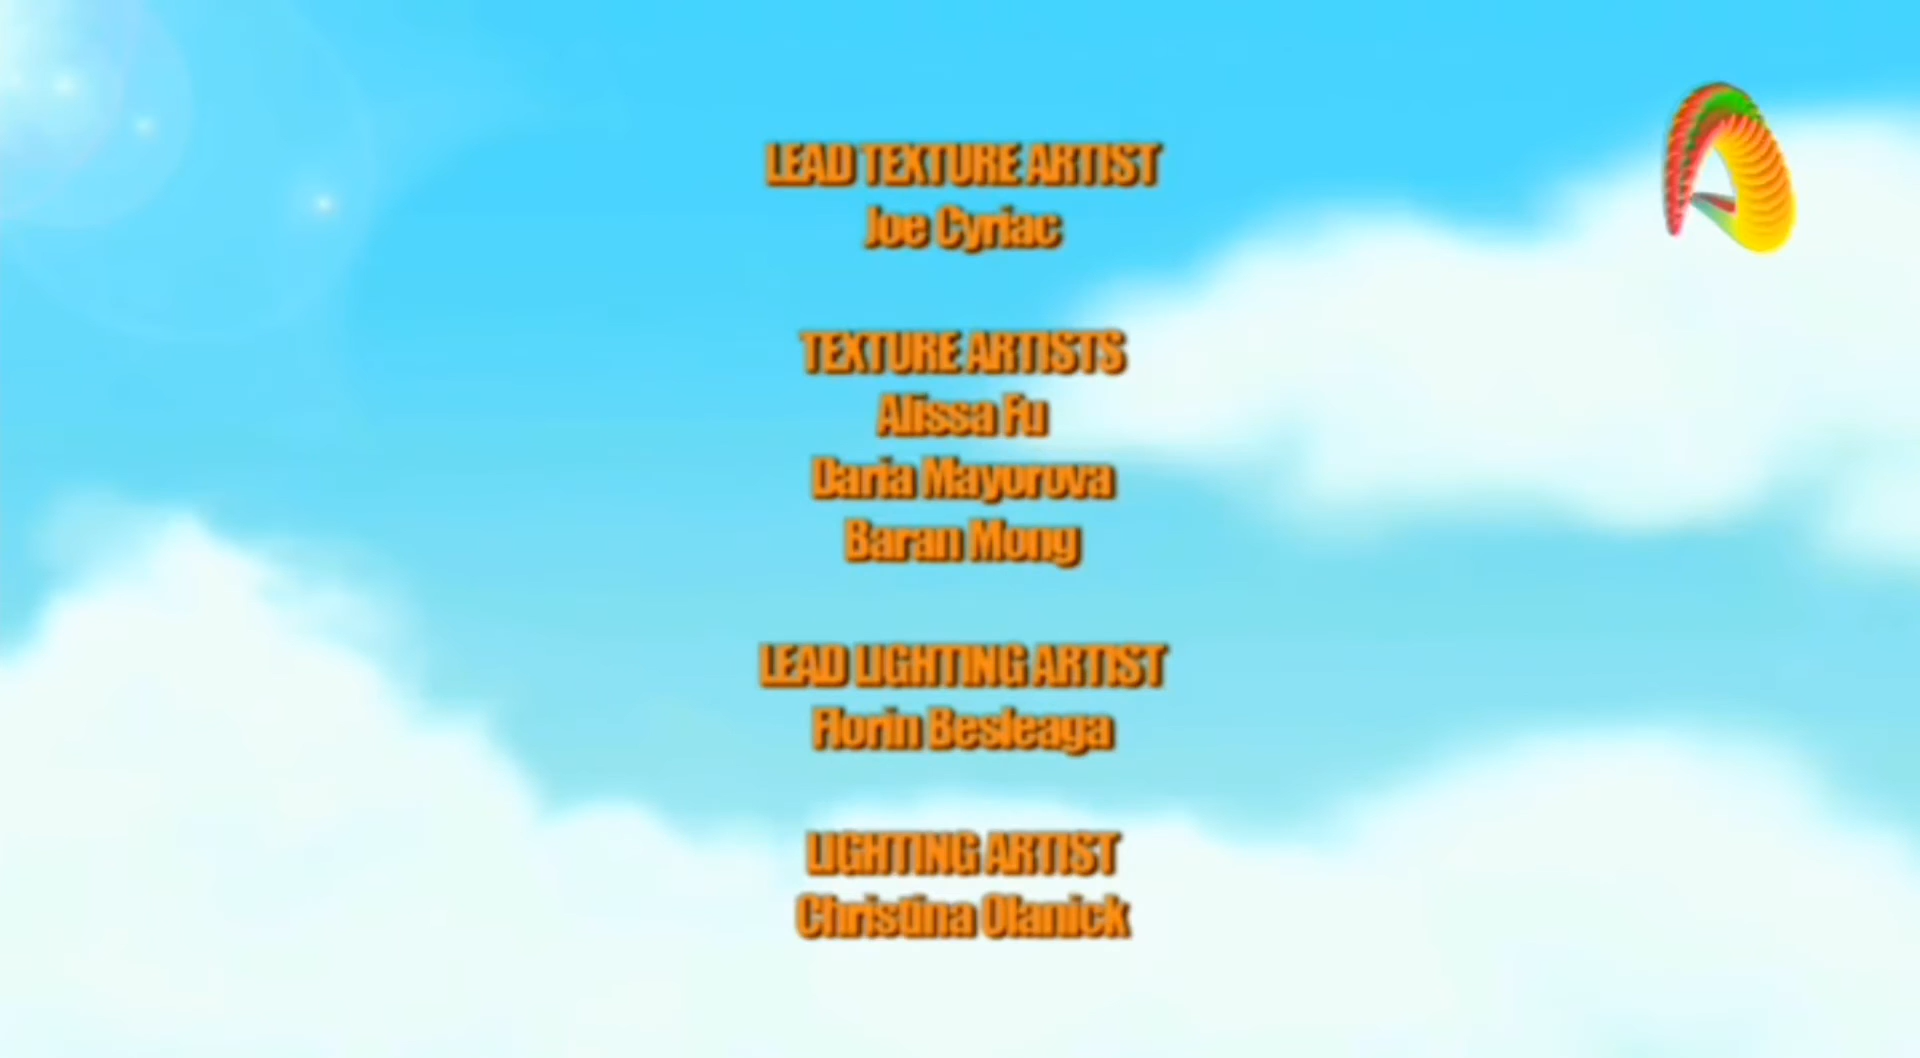 LEAD TEXTURE ARTIST
Joe Cyriac
TEXTURE ARTISTS
Alissa Fu
Daria Mayorova
Baran Mong
LEAD LIGHTING ARTIST
Florin Besleaga
LIGHTING ARTIST
Christina Olanick